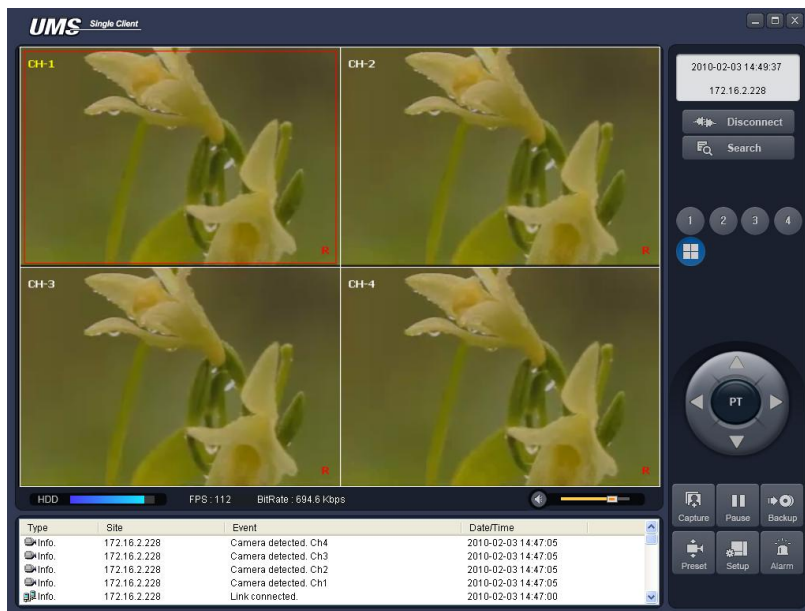 UMS Single Client
CH-1
CH-2
R
R
CH-3
CH-4
R
R
HDD FPS : 112 BitRate : 694.6 Kbps
Type Site Event Date/Time
Info. 172.16.2.228 Camera detected. Ch4 2010-02-03 14:47:05
Info. 172.16.2.228 Camera detected. Ch3 2010-02-03 14:47:05
Info. 172.16.2.228 Camera detected. Ch2 2010-02-03 14:47:05
Info. 172.16.2.228 Camera detected. Ch1 2010-02-03 14:47:05
Info. 172.16.2.228 Link connected. 2010-02-03 14:47:00
2010-02-03 14:49:37
172.16.2.228
Disconnect
Search
1 2 3 4
PT
Capture Pause Backup
Preset Setup Alarm